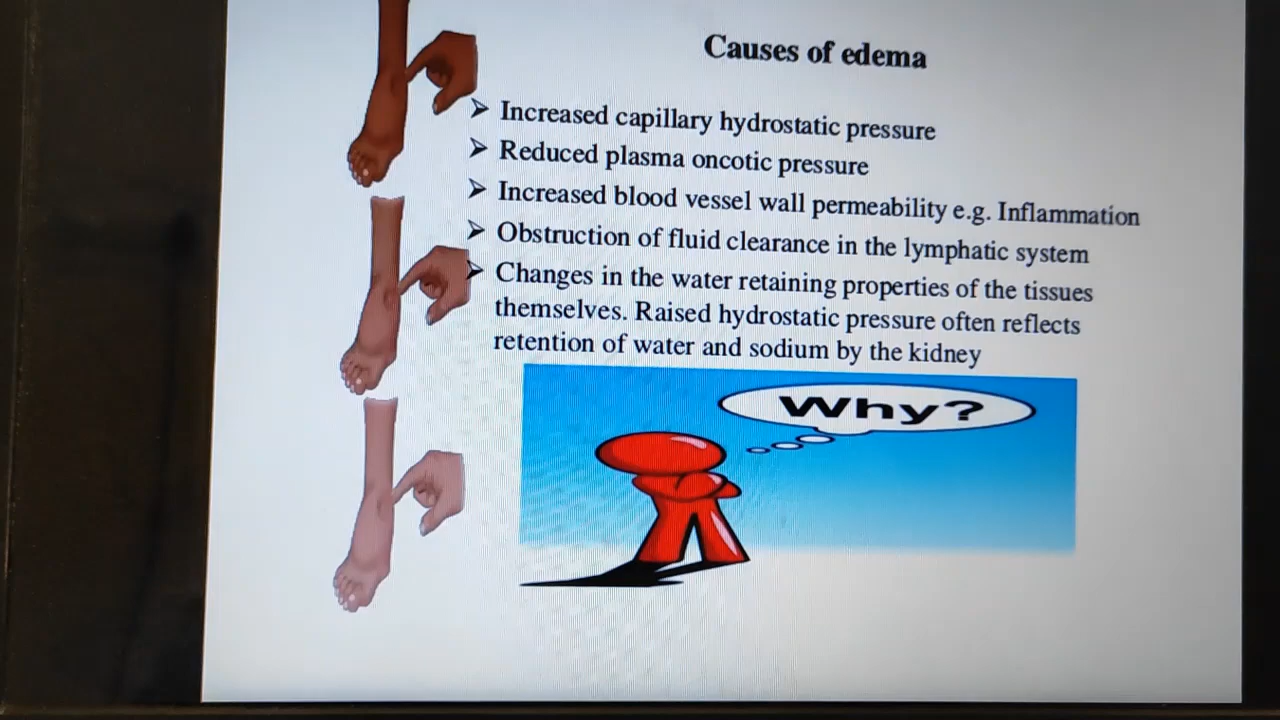 Causes of edema
➢ Increased capillary hydrostatic pressure
➢ Reduced plasma oncotic pressure
➢ Increased blood vessel wall permeability e.g. Inflammation
➢ Obstruction of fluid clearance in the lymphatic system
➢ Changes in the water retaining properties of the tissues
themselves. Raised hydrostatic pressure often reflects
retention of water and sodium by the kidney
Why?